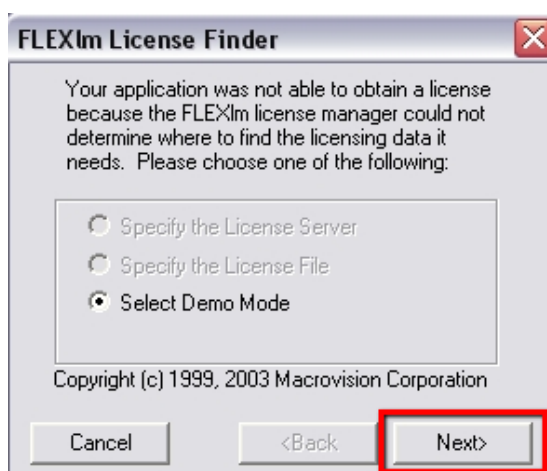 FLEXlm License Finder
Your application was not able to obtain a license
because the FLEXlm license manager could not
determine where to find the licensing data it
needs.  Please choose one of the following:
Specify the License Server
Specify the License File
Select Demo Mode
Copyright (c) 1999, 2003 Macrovision Corporation
Cancel <Back Next>